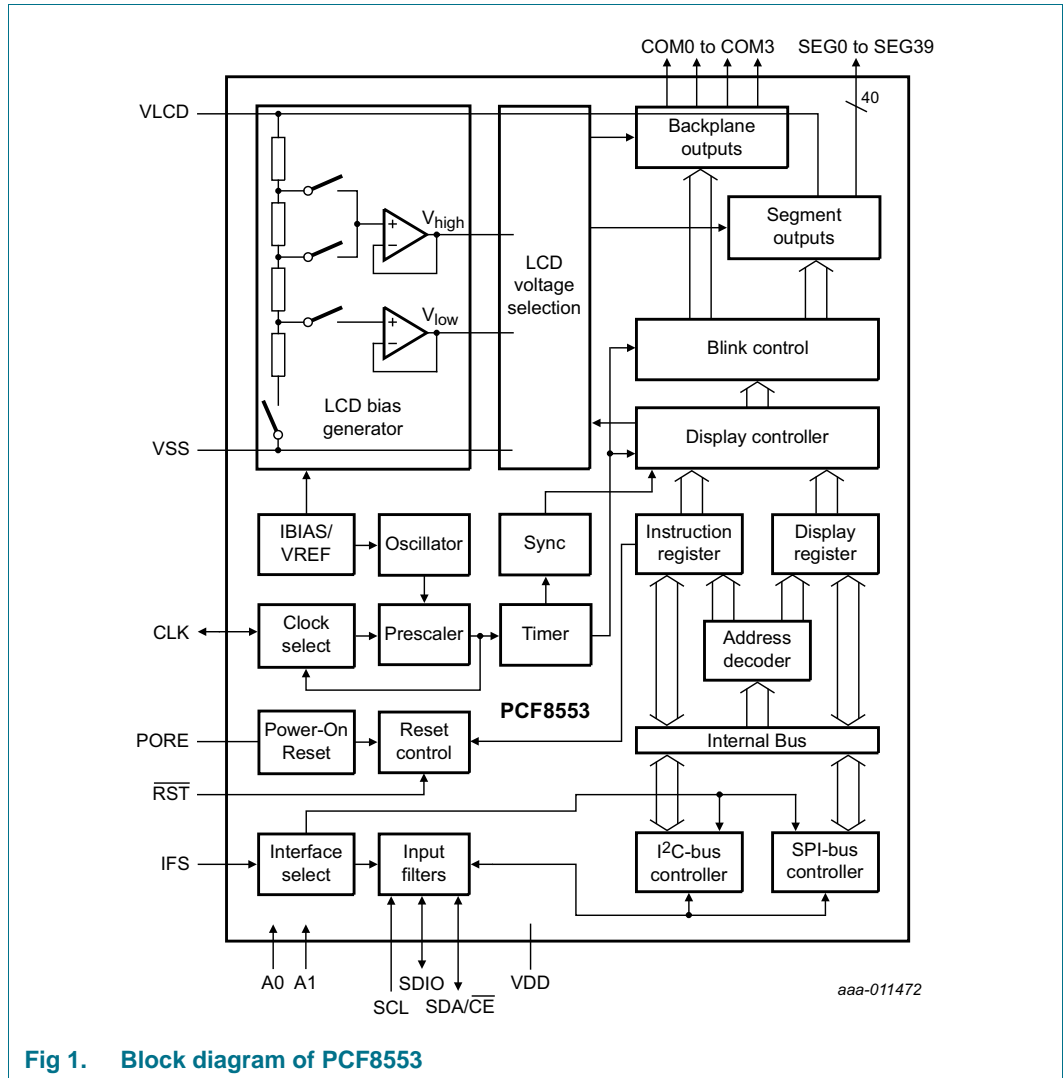 COM0 to COM3
SEG0 to SEG39
40
VLCD
Backplane
outputs
Vhigh
Segment
outputs
LCD
voltage
selection
Vlow
Blink control
LCD bias
generator
VSS
Display controller
IBIAS/
VREF
Oscillator
Sync
Instruction
register
Display
register
CLK
Clock
select
Prescaler
Timer
Address
decoder
PCF8553
PORE
Power-On
Reset
Reset
control
Internal Bus
RST
IFS
Interface
select
Input
filters
I2C-bus
controller
SPI-bus
controller
A0
A1
SCL
SDIO
SDA/CE
VDD
aaa-011472
Fig 1. Block diagram of PCF8553